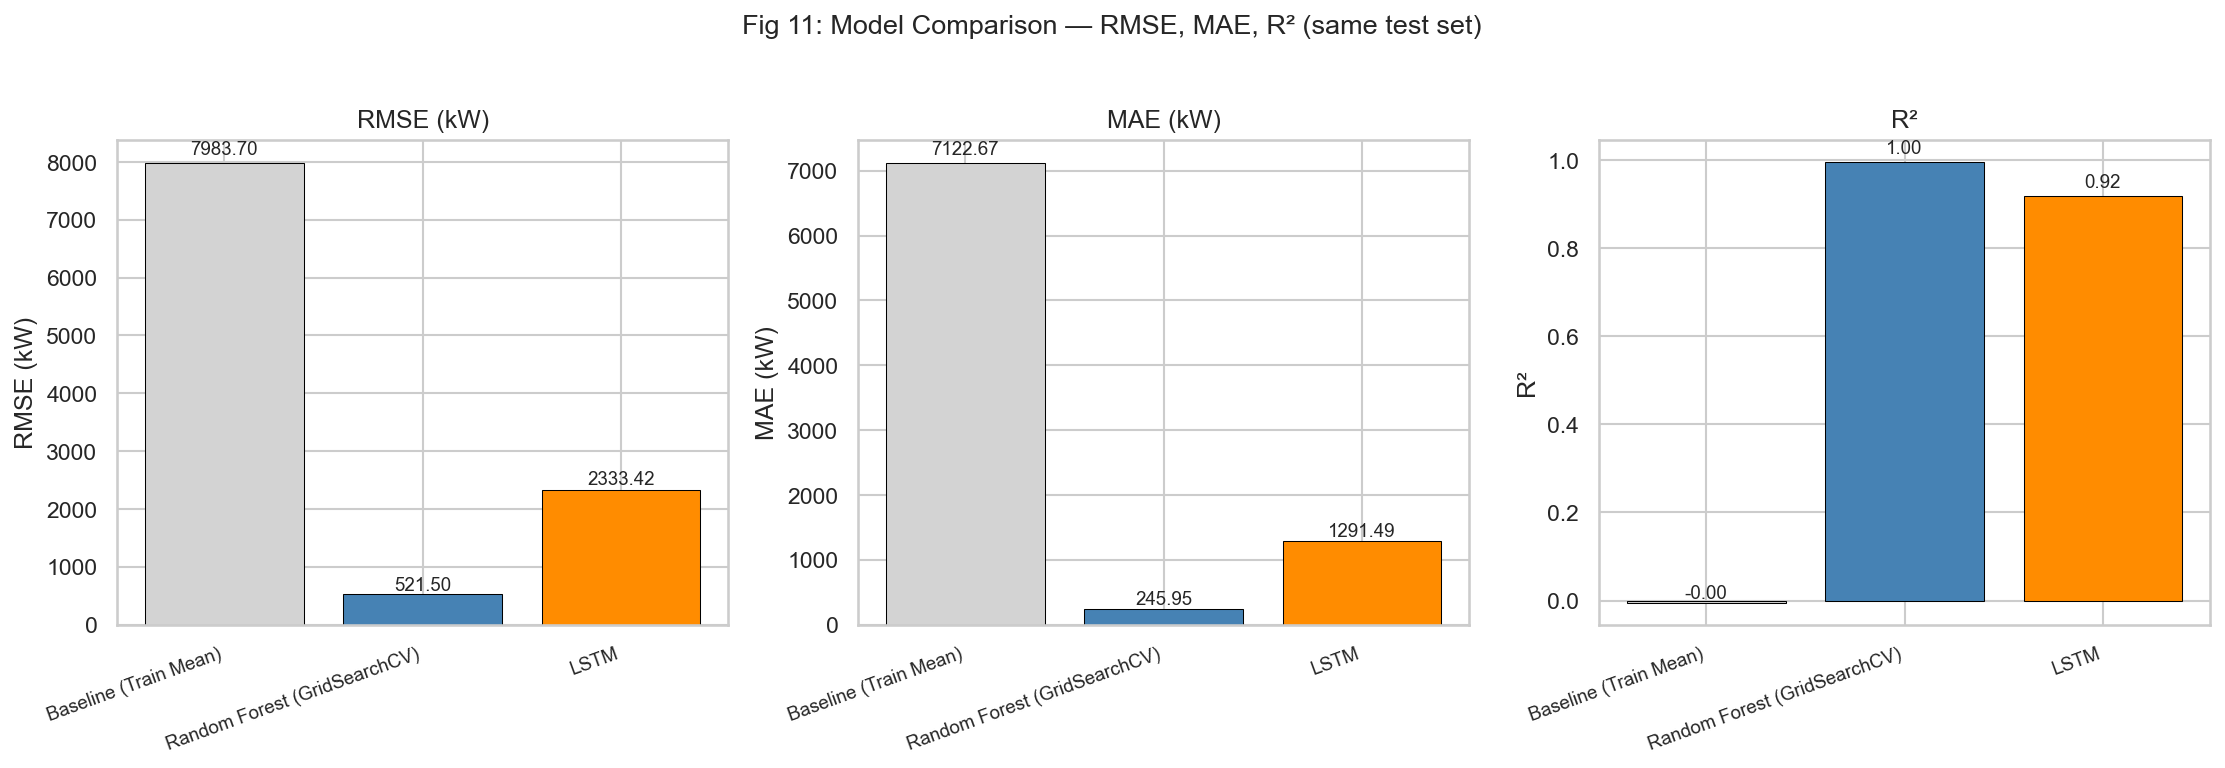 Fig 11: Model Comparison — RMSE, MAE, R² (same test set)
RMSE (kW)
RMSE (kW)
8000
7000
6000
5000
4000
3000
2000
1000
0
7983.70
521.50
2333.42
Baseline (Train Mean)
Random Forest (GridSearchCV)
LSTM
MAE (kW)
MAE (kW)
7000
6000
5000
4000
3000
2000
1000
0
7122.67
245.95
1291.49
Baseline (Train Mean)
Random Forest (GridSearchCV)
LSTM
R²
R²
1.0
0.8
0.6
0.4
0.2
0.0
-0.00
1.00
0.92
Baseline (Train Mean)
Random Forest (GridSearchCV)
LSTM